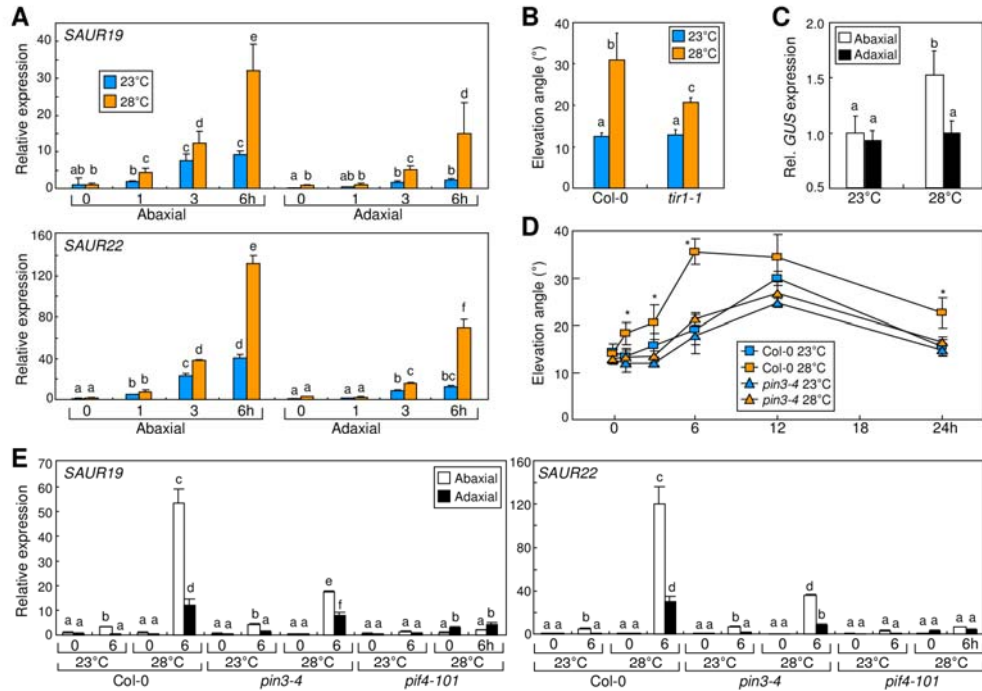 A
SAUR19
Relative expression
40
30
20
10
0
23°C
28°C
ab b b c c d c e
a b a b b c b d
0 1 3 6h 0 1 3 6h
Abaxial Adaxial
SAUR22
Relative expression
160
120
80
40
0
a a b b c d d e
a a a a b c bc f
0 1 3 6h 0 1 3 6h
Abaxial Adaxial
B
Elevation angle (°)
40
30
20
10
0
23°C
28°C
a b a c
Col-0 tir1-1
C
Rel. GUS expression
2.0
1.5
1.0
0.5
Abaxial
Adaxial
a a b a
23°C 28°C
D
Elevation angle (°)
40
30
20
10
0
* * * *
Col-0 23°C
Col-0 28°C
pin3-4 23°C
pin3-4 28°C
0 6 12 18 24h
E
SAUR19
Relative expression
70
60
50
40
30
20
10
0
Abaxial
Adaxial
a a b a a a c d a a b a a a e f a a a a a b a b
0 6 0 6 0 6 0 6 0 6 0 6h
23°C 28°C 23°C 28°C 23°C 28°C
Col-0 pin3-4 pif4-101
SAUR22
160
120
80
40
0
a a b a a a c d a a b a a a d b a a a a a a a a
0 6 0 6 0 6 0 6 0 6 0 6h
23°C 28°C 23°C 28°C 23°C 28°C
Col-0 pin3-4 pif4-101